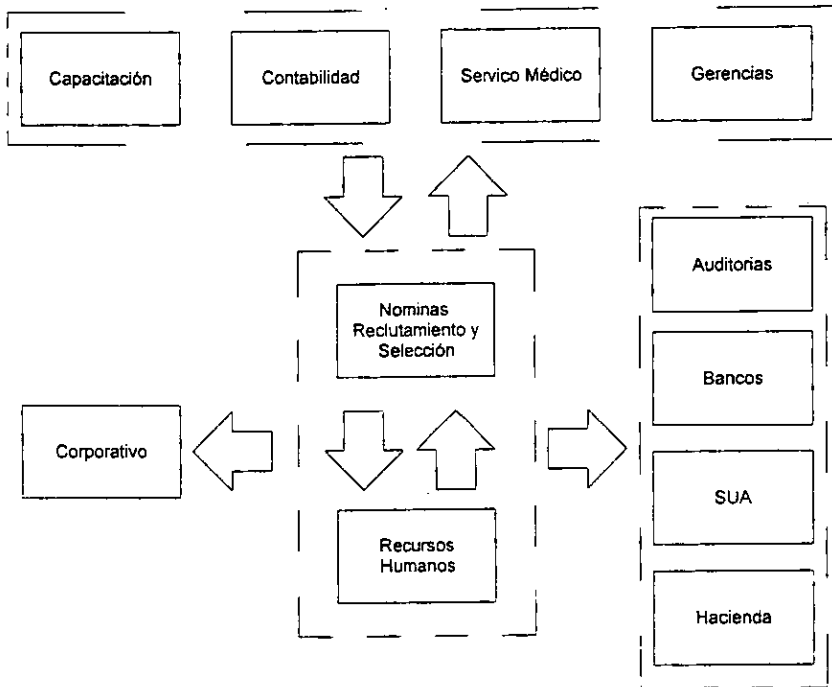 Capacitación
Contabilidad
Servico Médico
Gerencias
Auditorias
Nominas
Reclutamiento y
Selección
Bancos
Corporativo
SUA
Recursos
Humanos
Hacienda